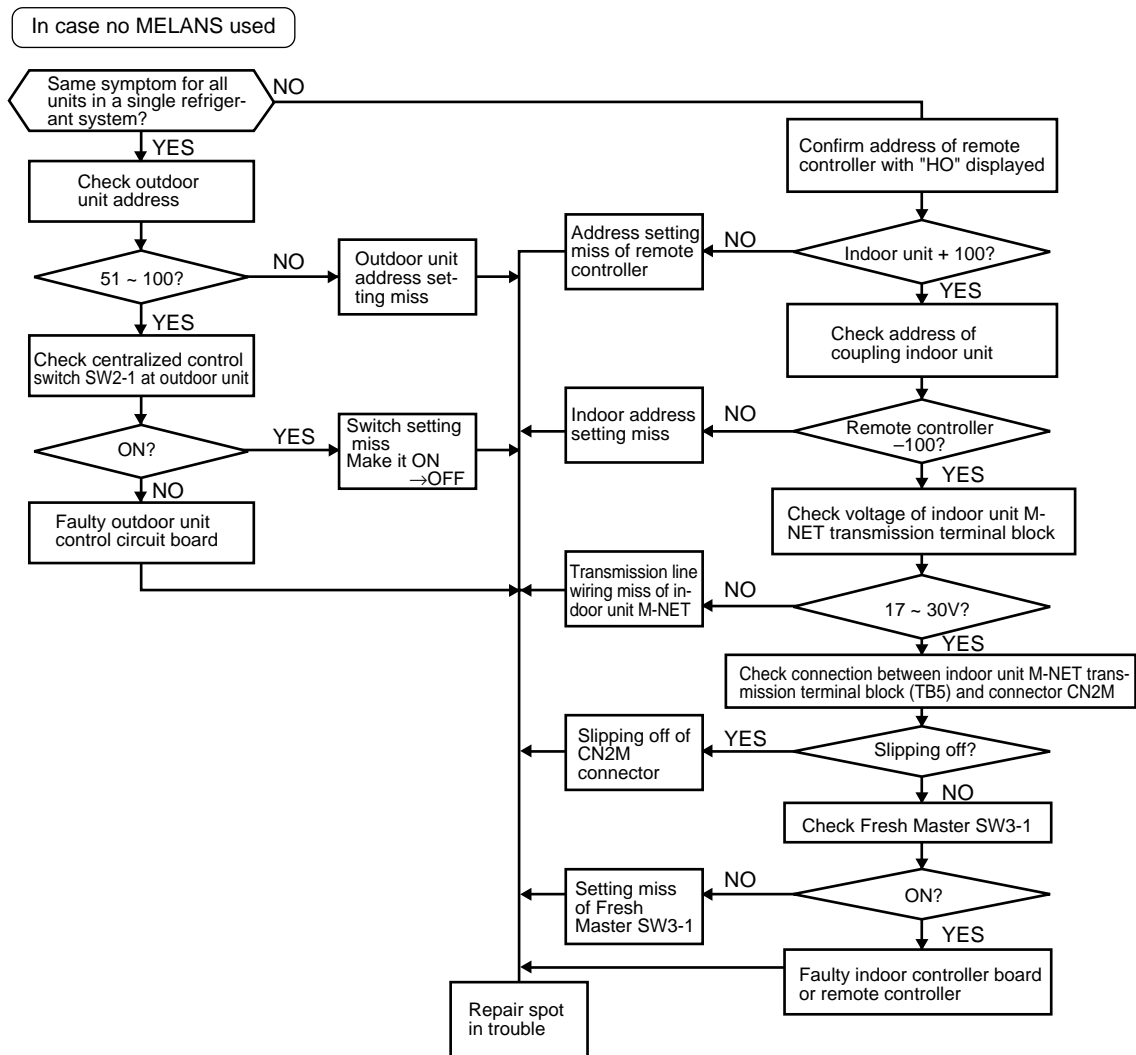 In case no MELANS used
Same symptom for all
units in a single refriger-
ant system?
NO
YES
Check outdoor
unit address
51 ~ 100?
NO
Outdoor unit
address set-
ting miss
YES
Check centralized control
switch SW2-1 at outdoor unit
ON?
YES
Switch setting
miss
Make it ON
→OFF
NO
Faulty outdoor unit
control circuit board
Confirm address of remote
controller with "HO" displayed
Indoor unit + 100?
NO
Address setting
miss of remote
controller
YES
Check address of
coupling indoor unit
Remote controller
–100?
NO
Indoor address
setting miss
YES
Check voltage of indoor unit M-
NET transmission terminal block
17 ~ 30V?
NO
Transmission line
wiring miss of in-
door unit M-NET
YES
Check connection between indoor unit M-NET trans-
mission terminal block (TB5) and connector CN2M
Slipping off?
YES
Slipping off of
CN2M
connector
NO
Check Fresh Master SW3-1
ON?
NO
Setting miss
of Fresh
Master SW3-1
YES
Faulty indoor controller board
or remote controller
Repair spot
in trouble